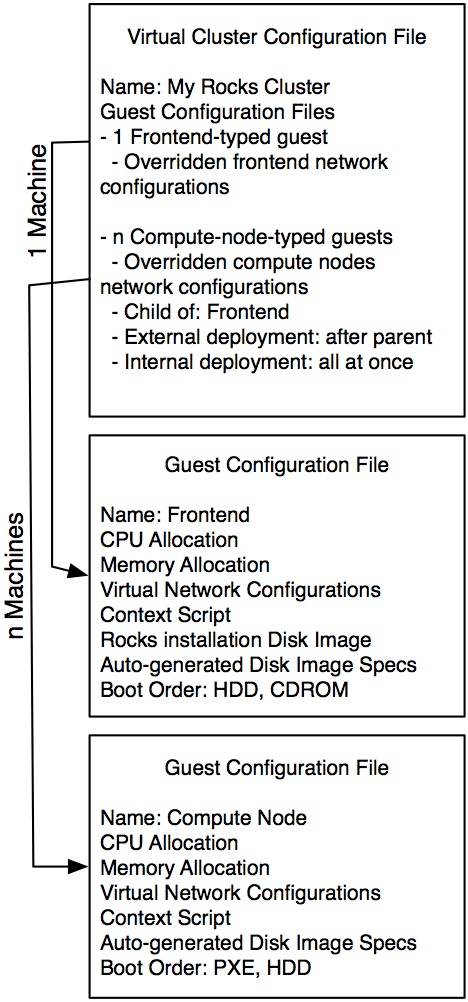 Virtual Cluster Configuration File
Name: My Rocks Cluster
Guest Configuration Files
- 1 Frontend-typed guest
- Overridden frontend network
configurations
- n Compute-node-typed guests
- Overridden compute nodes
network configurations
- Child of: Frontend
- External deployment: after parent
- Internal deployment: all at once
1 Machine
n Machines
Guest Configuration File
Name: Frontend
CPU Allocation
Memory Allocation
Virtual Network Configurations
Context Script
Rocks installation Disk Image
Auto-generated Disk Image Specs
Boot Order: HDD, CDROM
Guest Configuration File
Name: Compute Node
CPU Allocation
Memory Allocation
Virtual Network Configurations
Context Script
Auto-generated Disk Image Specs
Boot Order: PXE, HDD